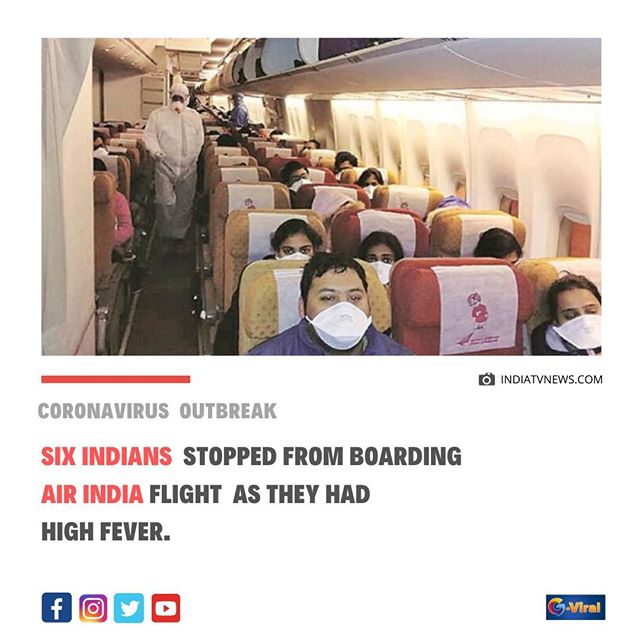 INDIATVNEWS.COM
CORONAVIRUS OUTBREAK
SIX INDIANS STOPPED FROM BOARDING
AIR INDIA FLIGHT AS THEY HAD
HIGH FEVER.
G-Viral